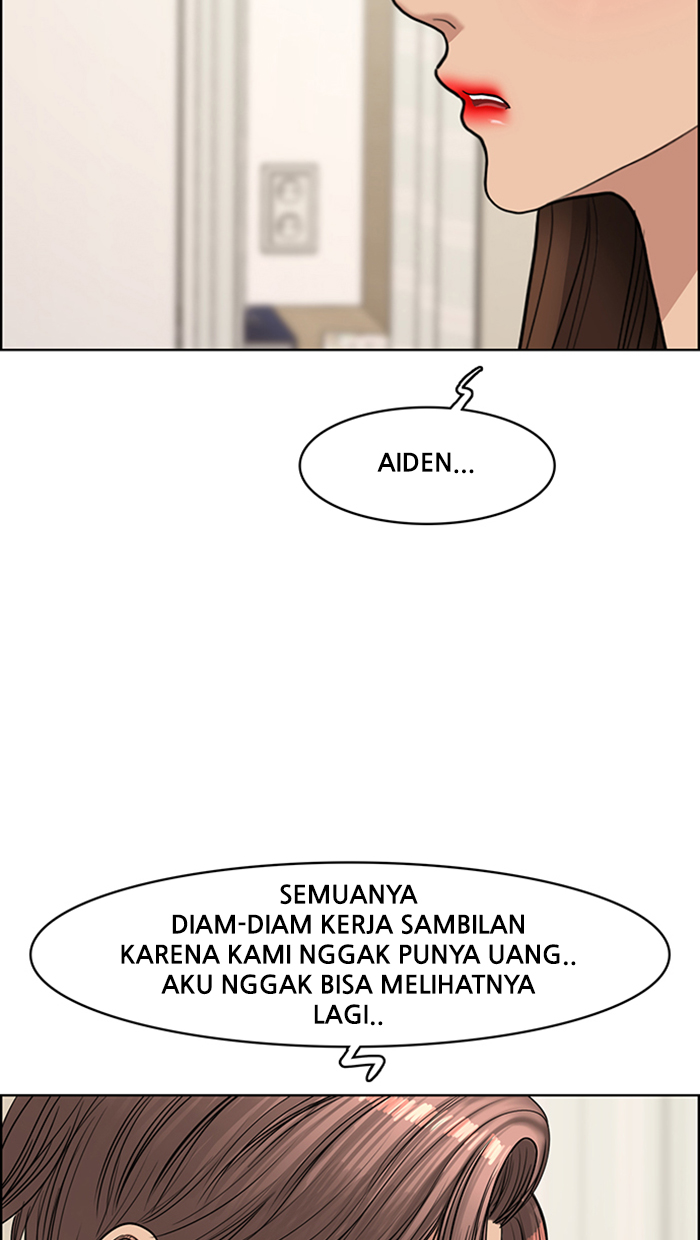 AIDEN...
SEMUANYA
DIAM-DIAM KERJA SAMBILAN
KARENA KAMI NGGAK PUNYA UANG..
AKU NGGAK BISA MELIHATNYA
LAGI..